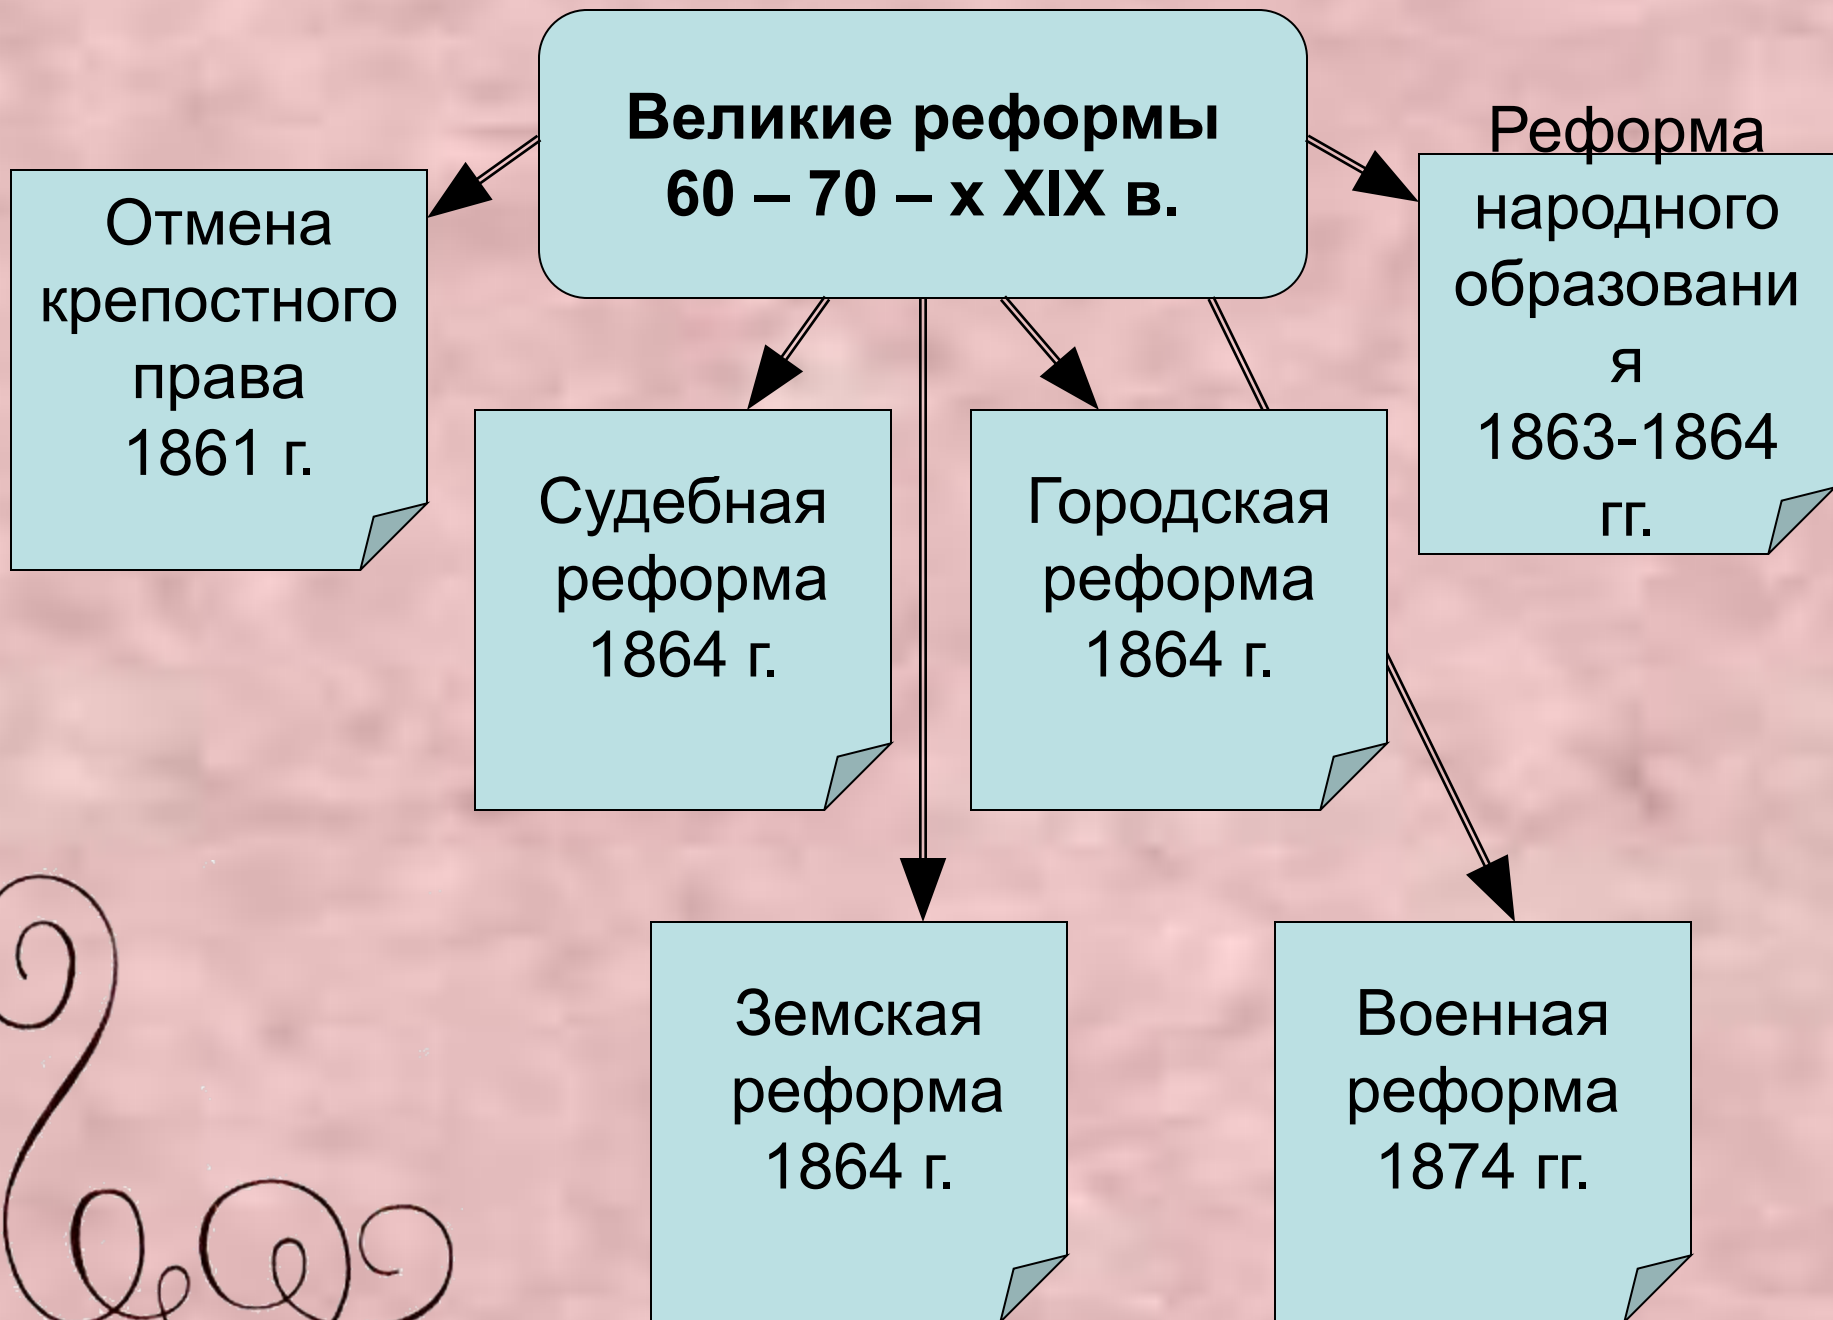 Великие реформы
60 – 70 – х XIX в.
Отмена
крепостного
права
1861 г.
Реформа
народного
образовани
я
1863-1864
гг.
Судебная
реформа
1864 г.
Городская
реформа
1864 г.
Земская
реформа
1864 г.
Военная
реформа
1874 гг.